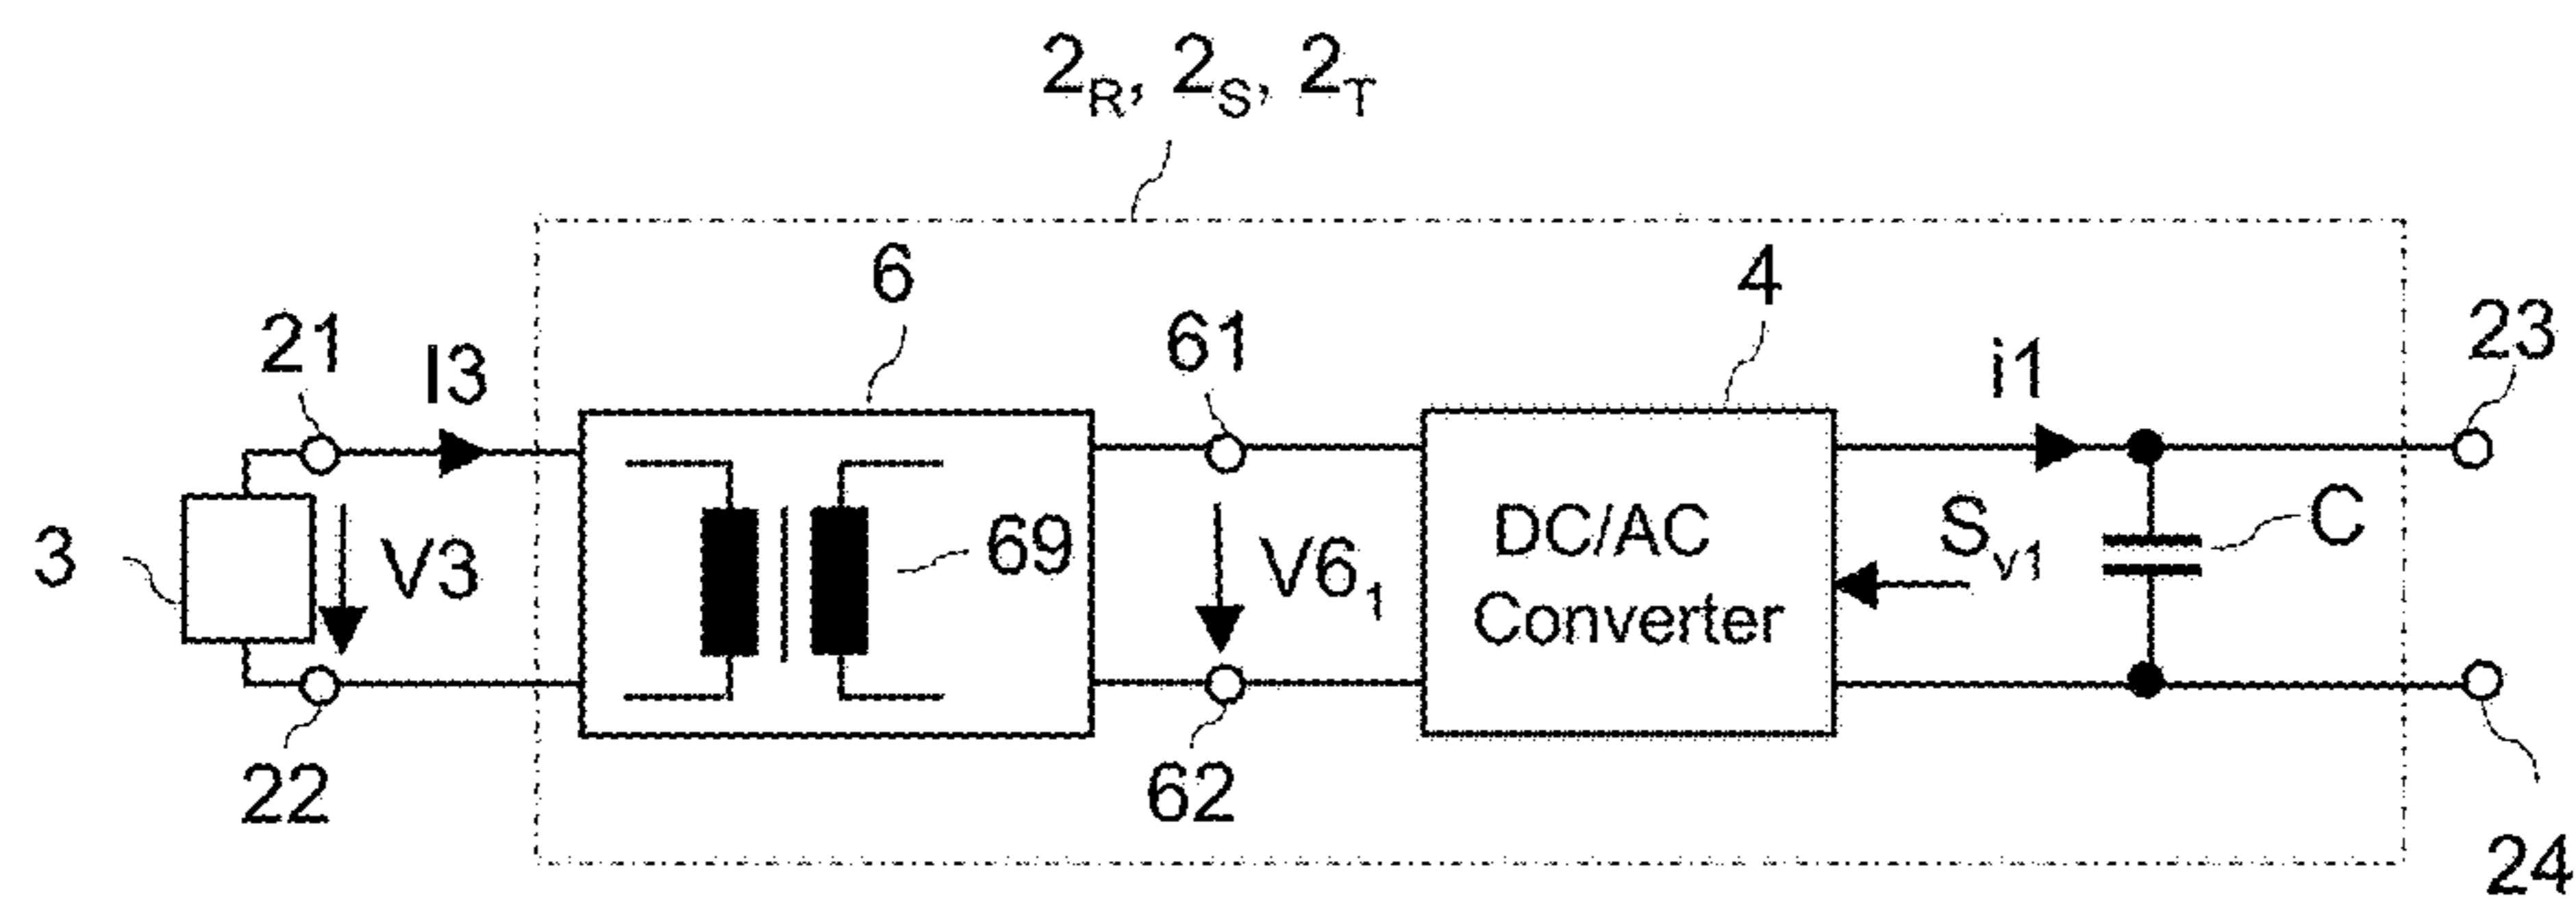 2R, 2S, 2T
6
4
21
I3
61
i1
23
3
V3
69
V61
DC/AC
Converter
Sv1
C
22
62
24